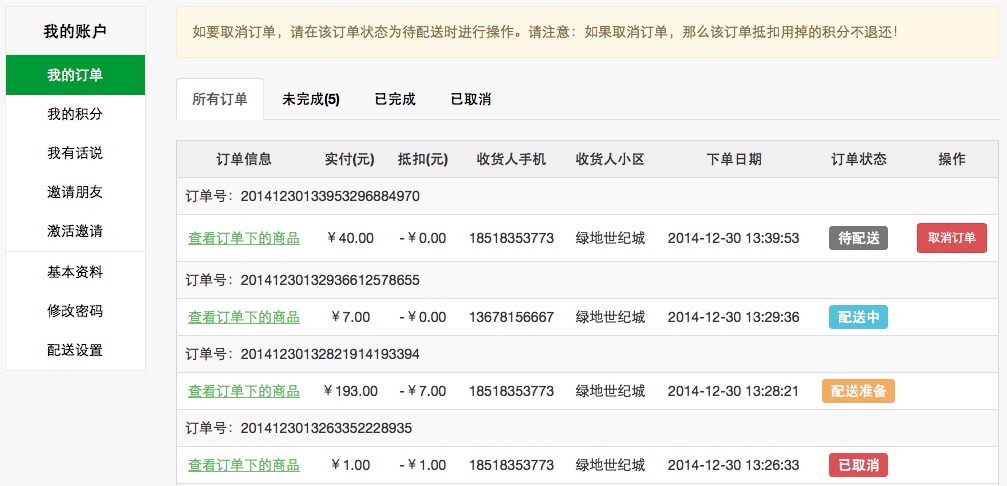 我的账户
我的订单
我的积分
我有话说
邀请朋友
激活邀请
基本资料
修改密码
配送设置
如要取消订单，请在该订单状态为待配送时进行操作。请注意：如果取消订单，那么该订单抵扣用掉的积分不退还！
所有订单 未完成(5) 已完成 已取消
订单信息 实付(元) 抵扣(元) 收货人手机 收货人小区 下单日期 订单状态 操作
订单号：20141230133953296884970
查看订单下的商品 ￥40.00 -￥0.00 18518353773 绿地世纪城 2014-12-30 13:39:53 待配送 取消订单
订单号：20141230132936612578655
查看订单下的商品 ￥7.00 -￥0.00 13678156667 绿地世纪城 2014-12-30 13:29:36 配送中
订单号：20141230132821914193394
查看订单下的商品 ￥193.00 -￥7.00 18518353773 绿地世纪城 2014-12-30 13:28:21 配送准备
订单号：2014123013263352228935
查看订单下的商品 ￥1.00 -￥1.00 18518353773 绿地世纪城 2014-12-30 13:26:33 已取消